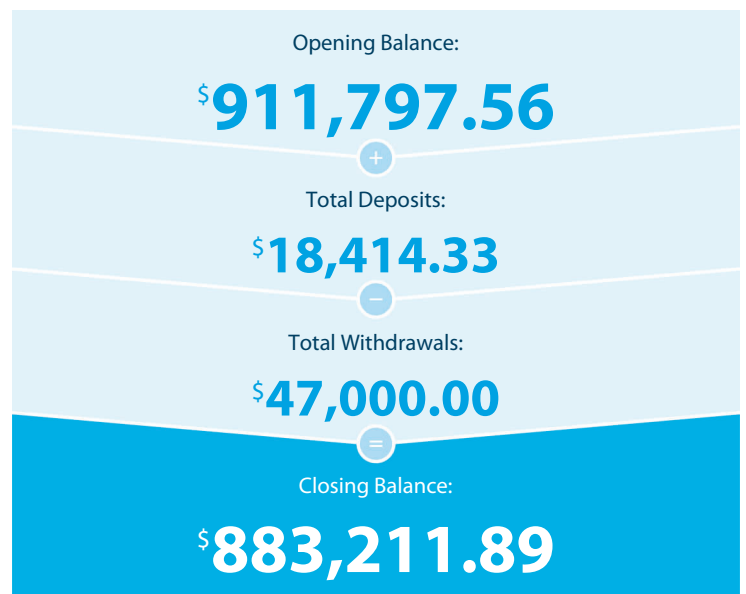 Opening Balance:
$911,797.56
+
Total Deposits:
$18,414.33
−
Total Withdrawals:
$47,000.00
=
Closing Balance:
$883,211.89